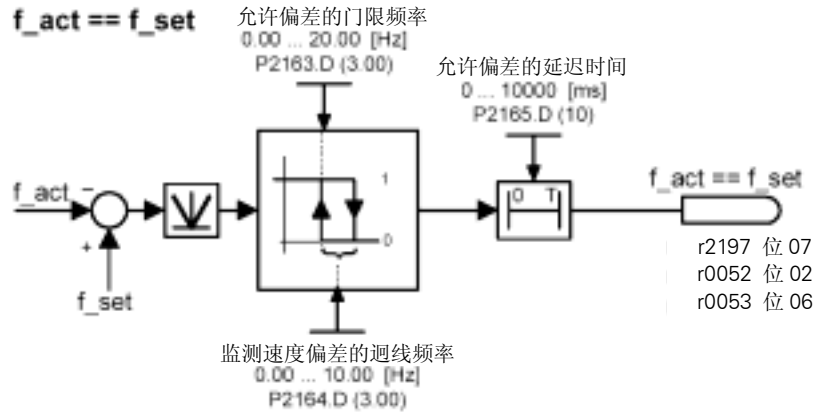 f_act == f_set
允许偏差的门限频率
0.00 ... 20.00 [Hz]
P2163.D (3.00)
允许偏差的延迟时间
0 ... 10000 [ms]
P2165.D (10)
f_act
−
+
f_set
1
0
0 T
f_act == f_set
r2197 位 07
r0052 位 02
r0053 位 06
监测速度偏差的迥线频率
0.00 ... 10.00 [Hz]
P2164.D (3.00)